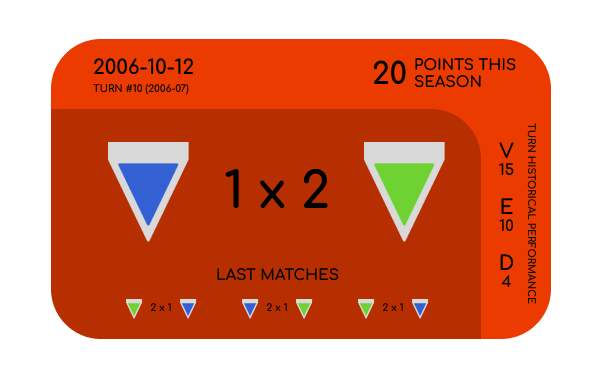 2006-10-12
TURN #10 (2006-07)
20
POINTS THIS
SEASON
1 x 2
LAST MATCHES
2 x 1
2 x 1
2 x 1
V
15
E
10
D
4
TURN HISTORICAL PERFORMANCE